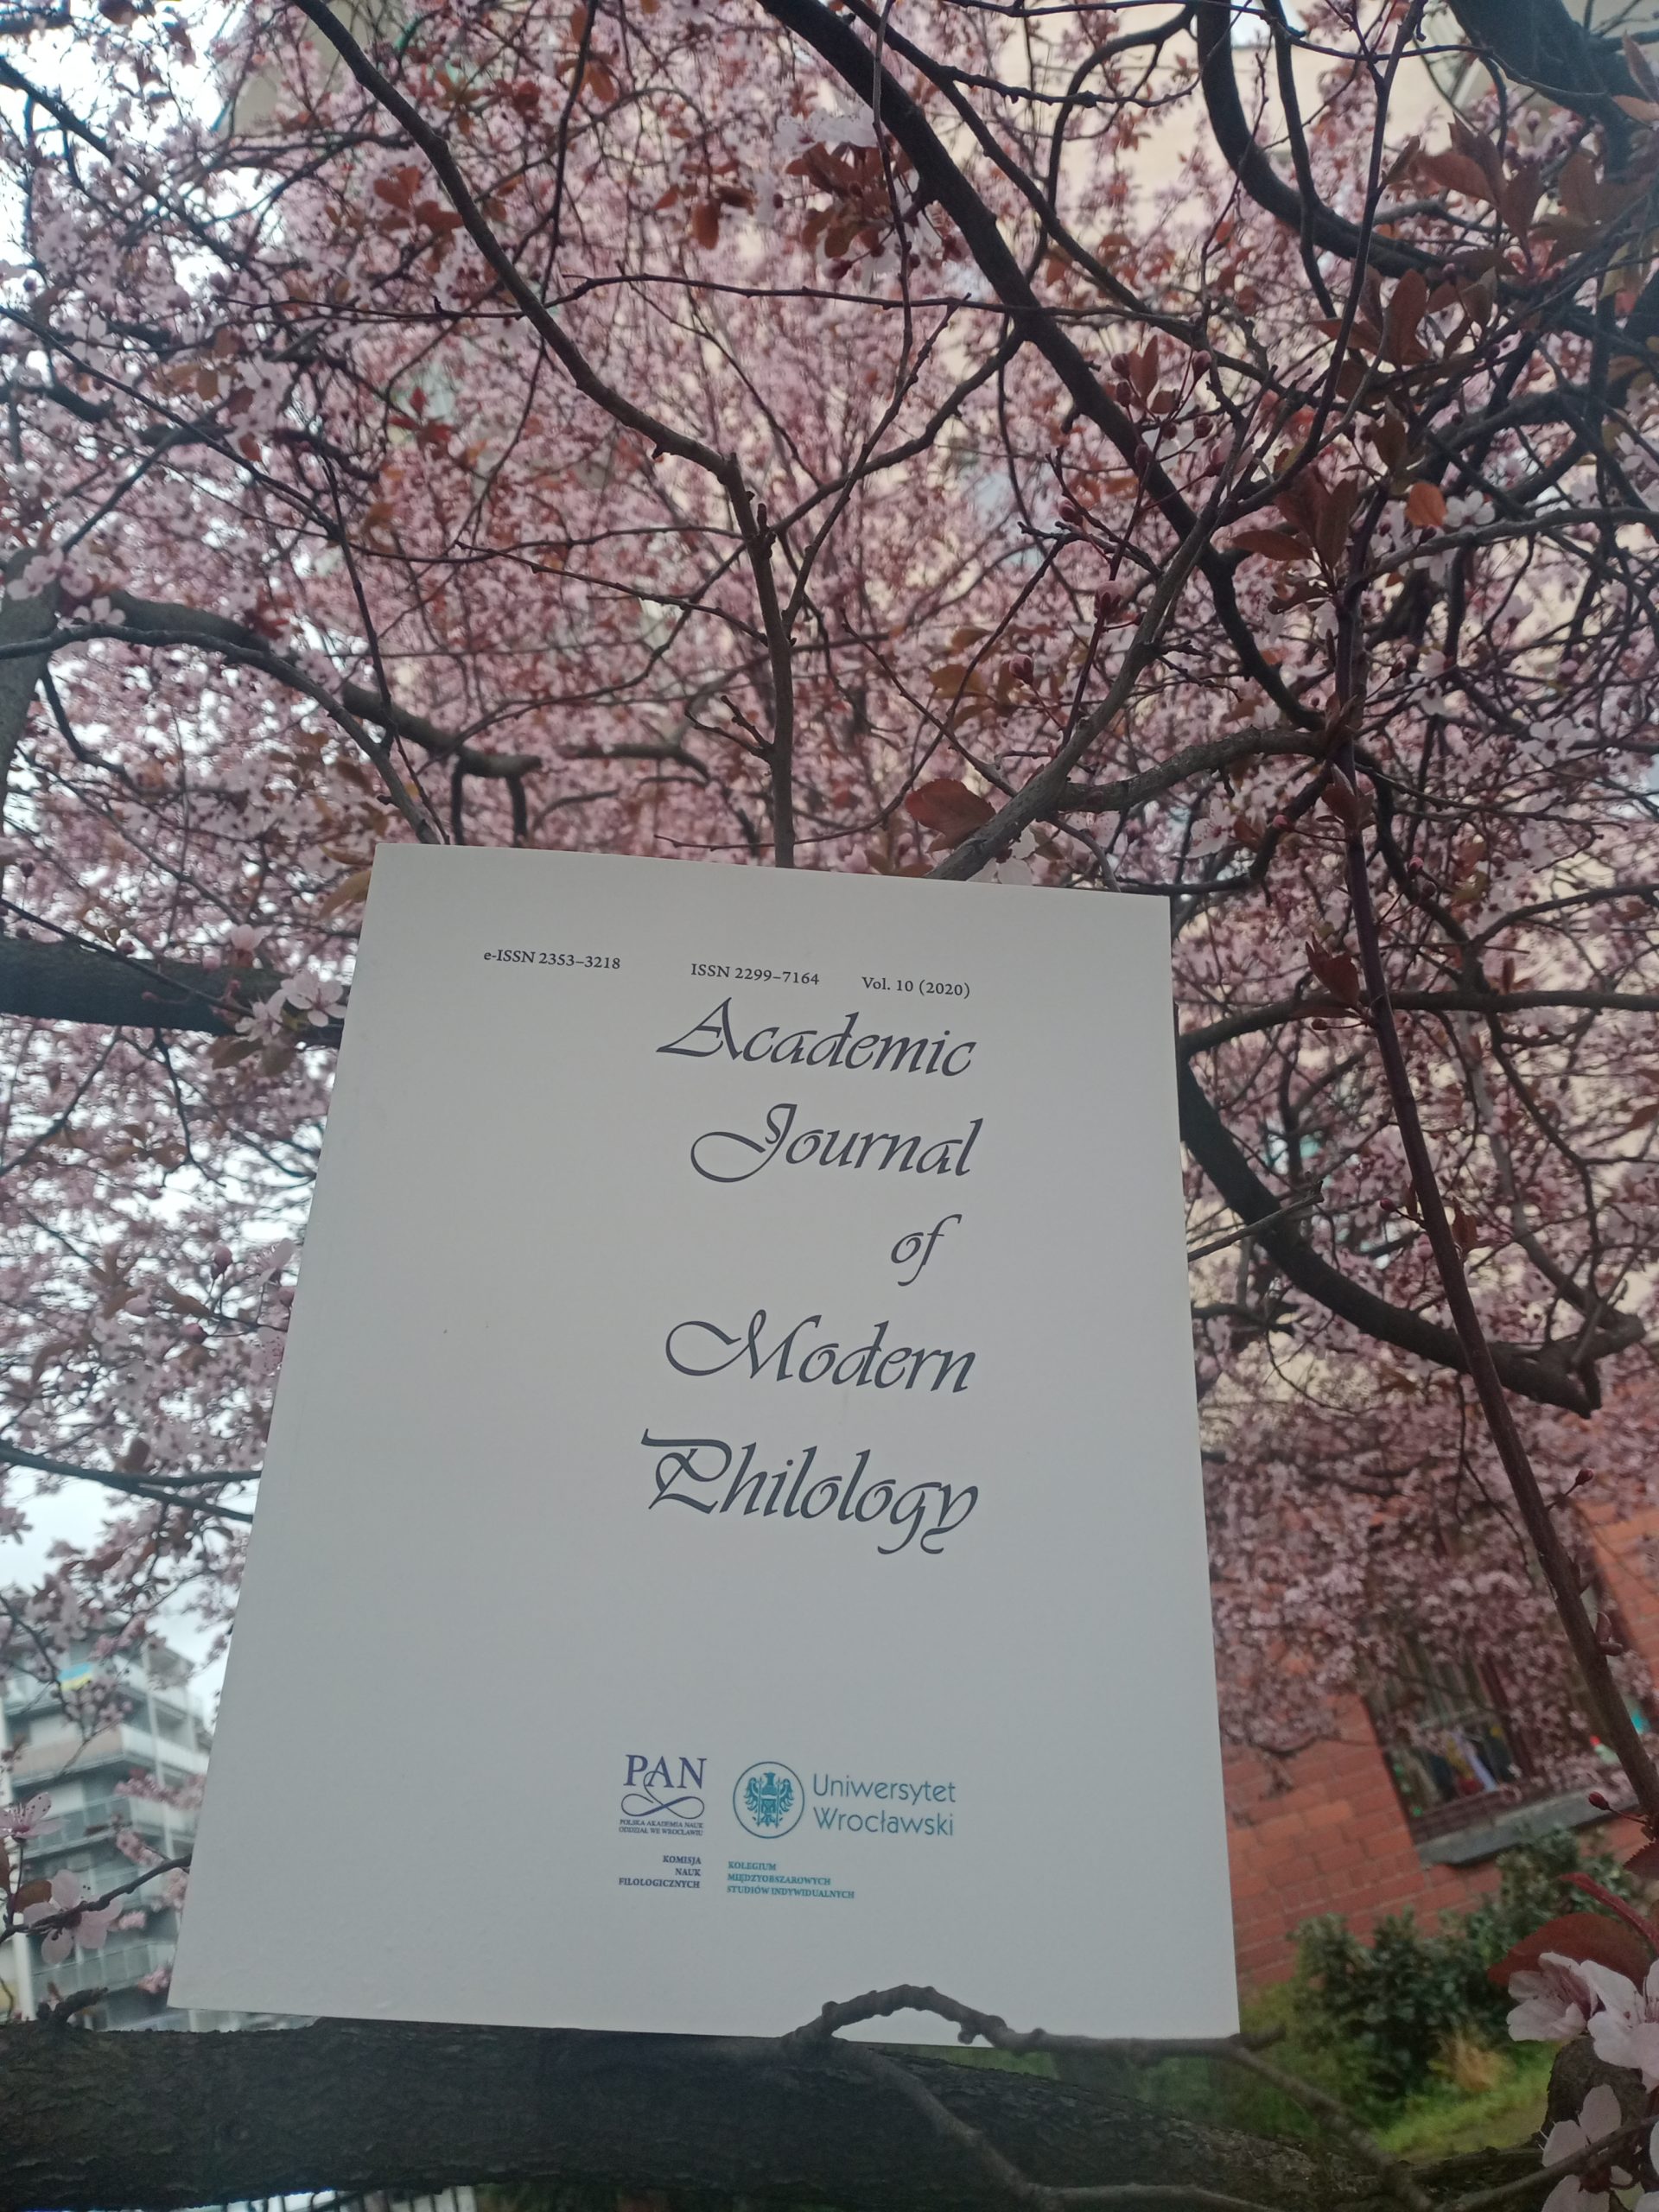 e-ISSN 2353–3218 ISSN 2299–7164 Vol. 10 (2020)
Academic
Journal
of
Modern
Philology
PAN
POLSKA AKADEMIA NAUK
ODDZIAŁ WE WROCŁAWIU
KOMISJA
NAUK
FILOLOGICZNYCH
Uniwersytet
Wrocławski
KOLEGIUM
MIĘDZYOBSZAROWYCH
STUDIÓW INDYWIDUALNYCH